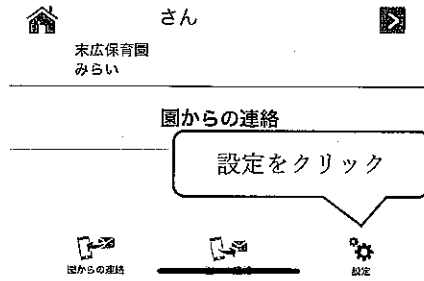 さん
末広保育園
みらい
園からの連絡
設定をクリック
園からの連絡
設定